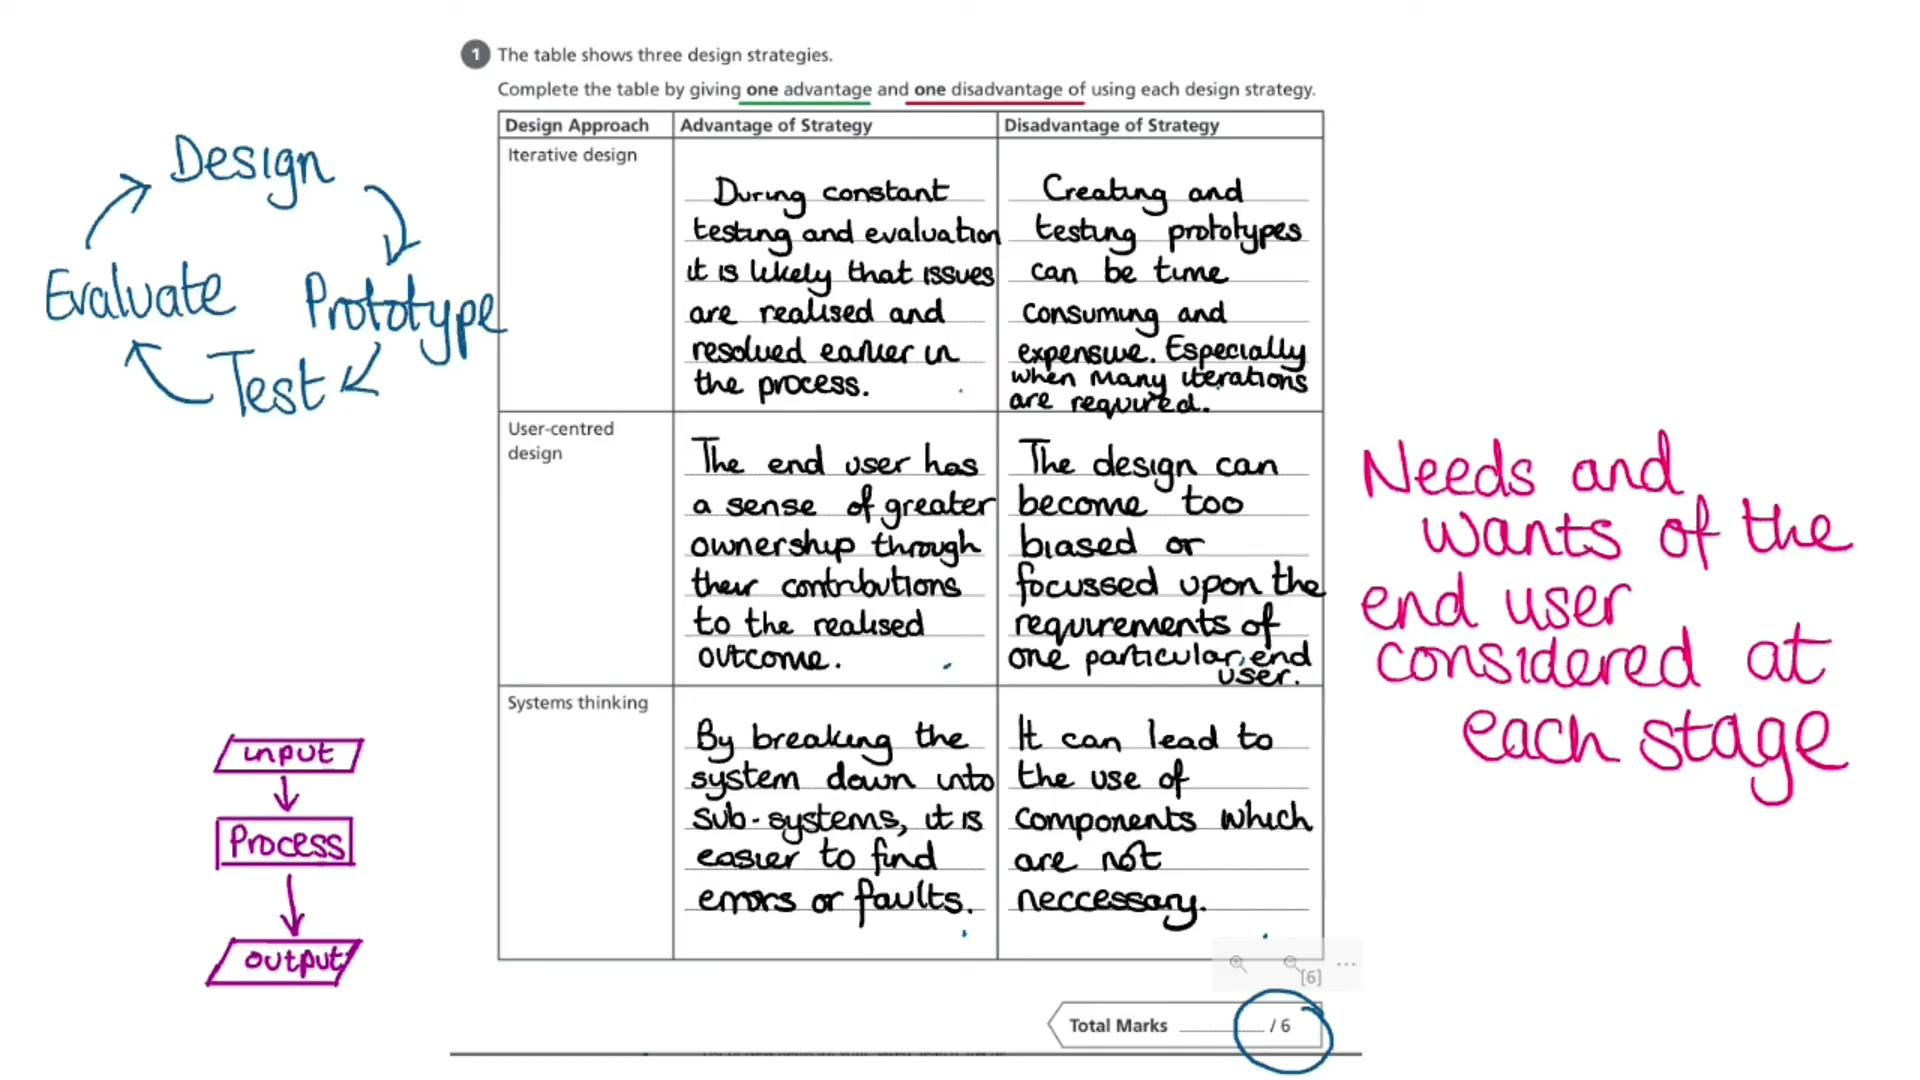 1 The table shows three design strategies.
Complete the table by giving one advantage and one disadvantage of using each design strategy.
Design Approach Advantage of Strategy Disadvantage of Strategy
Iterative design
During constant
testing and evaluation
it is likely that issues
are realised and
resolved earlier in
the process.
Creating and
testing prototypes
can be time
consuming and
expensive. Especially
when many iterations
are required.
User-centred
design
The end user has
a sense of greater
ownership through
their contributions
to the realised
outcome.
The design can
become too
biased or
focussed upon the
requirements of
one particular end
user.
Systems thinking
By breaking the
system down into
sub-systems, it is
easier to find
errors or faults.
It can lead to
the use of
components which
are not
neccessary.
[6]
Total Marks / 6
Design
Prototype
Test
Evaluate
input
Process
output
Needs and
wants of the
end user
considered at
each stage